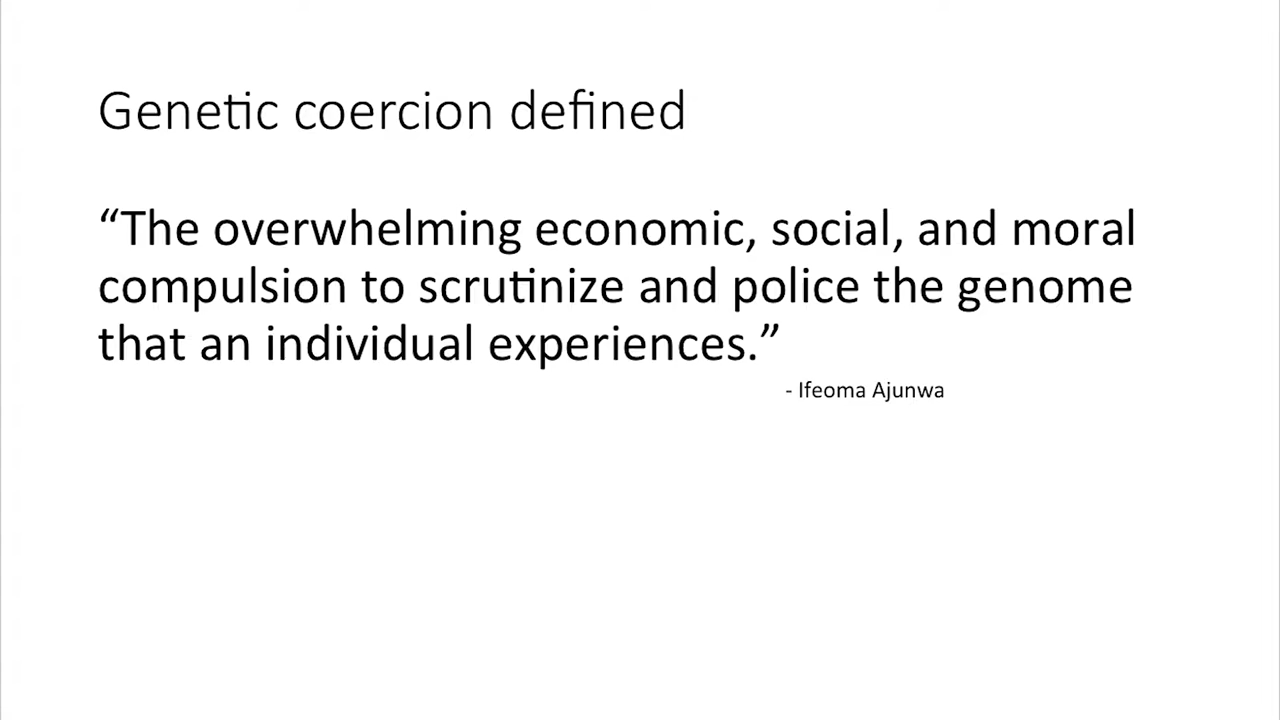 Genetic coercion defined
“The overwhelming economic, social, and moral
compulsion to scrutinize and police the genome
that an individual experiences.”
- Ifeoma Ajunwa